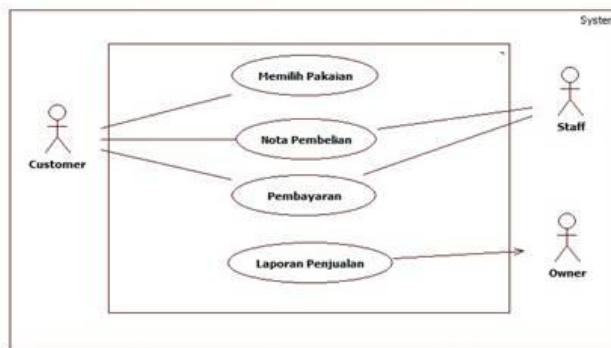 System
Memilih Pakaian
Customer
Nota Pembelian
Staff
Pembayaran
Laporan Penjualan
Owner